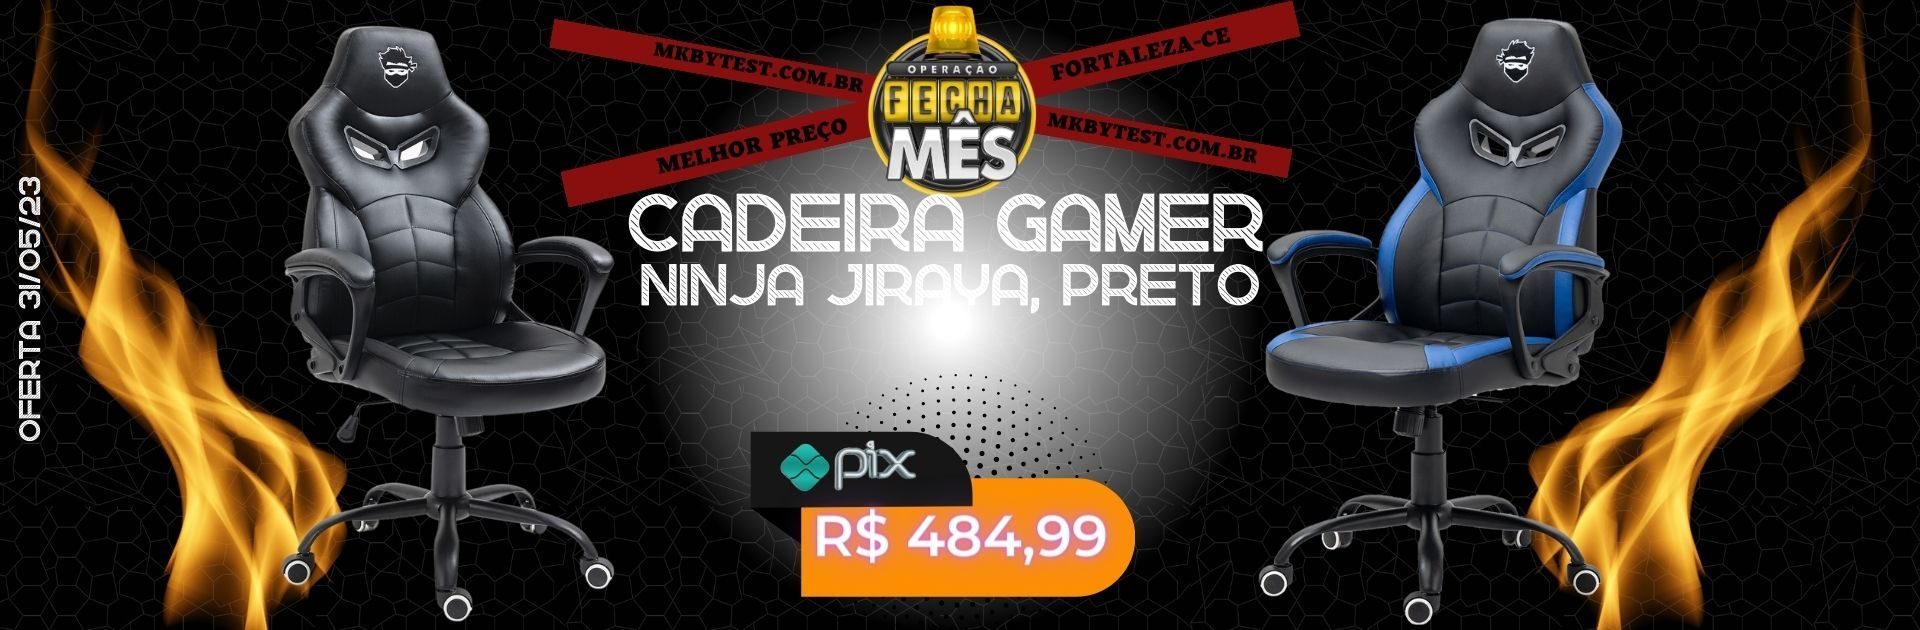 MKBYTEST.COM.BR
FORTALEZA-CE
OPERAÇÃO
FECHA
MÊS
MELHOR PREÇO
MKBYTEST.COM.BR
CADEIRA GAMER
NINJA JIRAYA, PRETO
OFERTA 31/05/23
pix
R$ 484,99